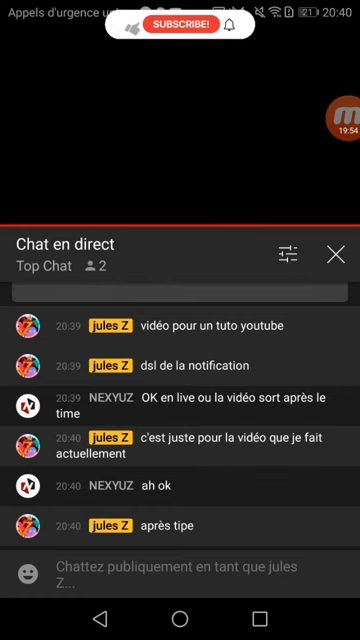 Appels d'urgence un
SUBSCRIBE!
21 20:40
19:54
Chat en direct
Top Chat 2
20:39 jules Z vidéo pour un tuto youtube
20:39 jules Z dsl de la notification
20:39 NEXYUZ OK en live ou la vidéo sort après le
time
20:40 jules Z c'est juste pour la vidéo que je fait
actuellement
20:40 NEXYUZ ah ok
20:40 jules Z après tipe
Chattez publiquement en tant que jules
Z...